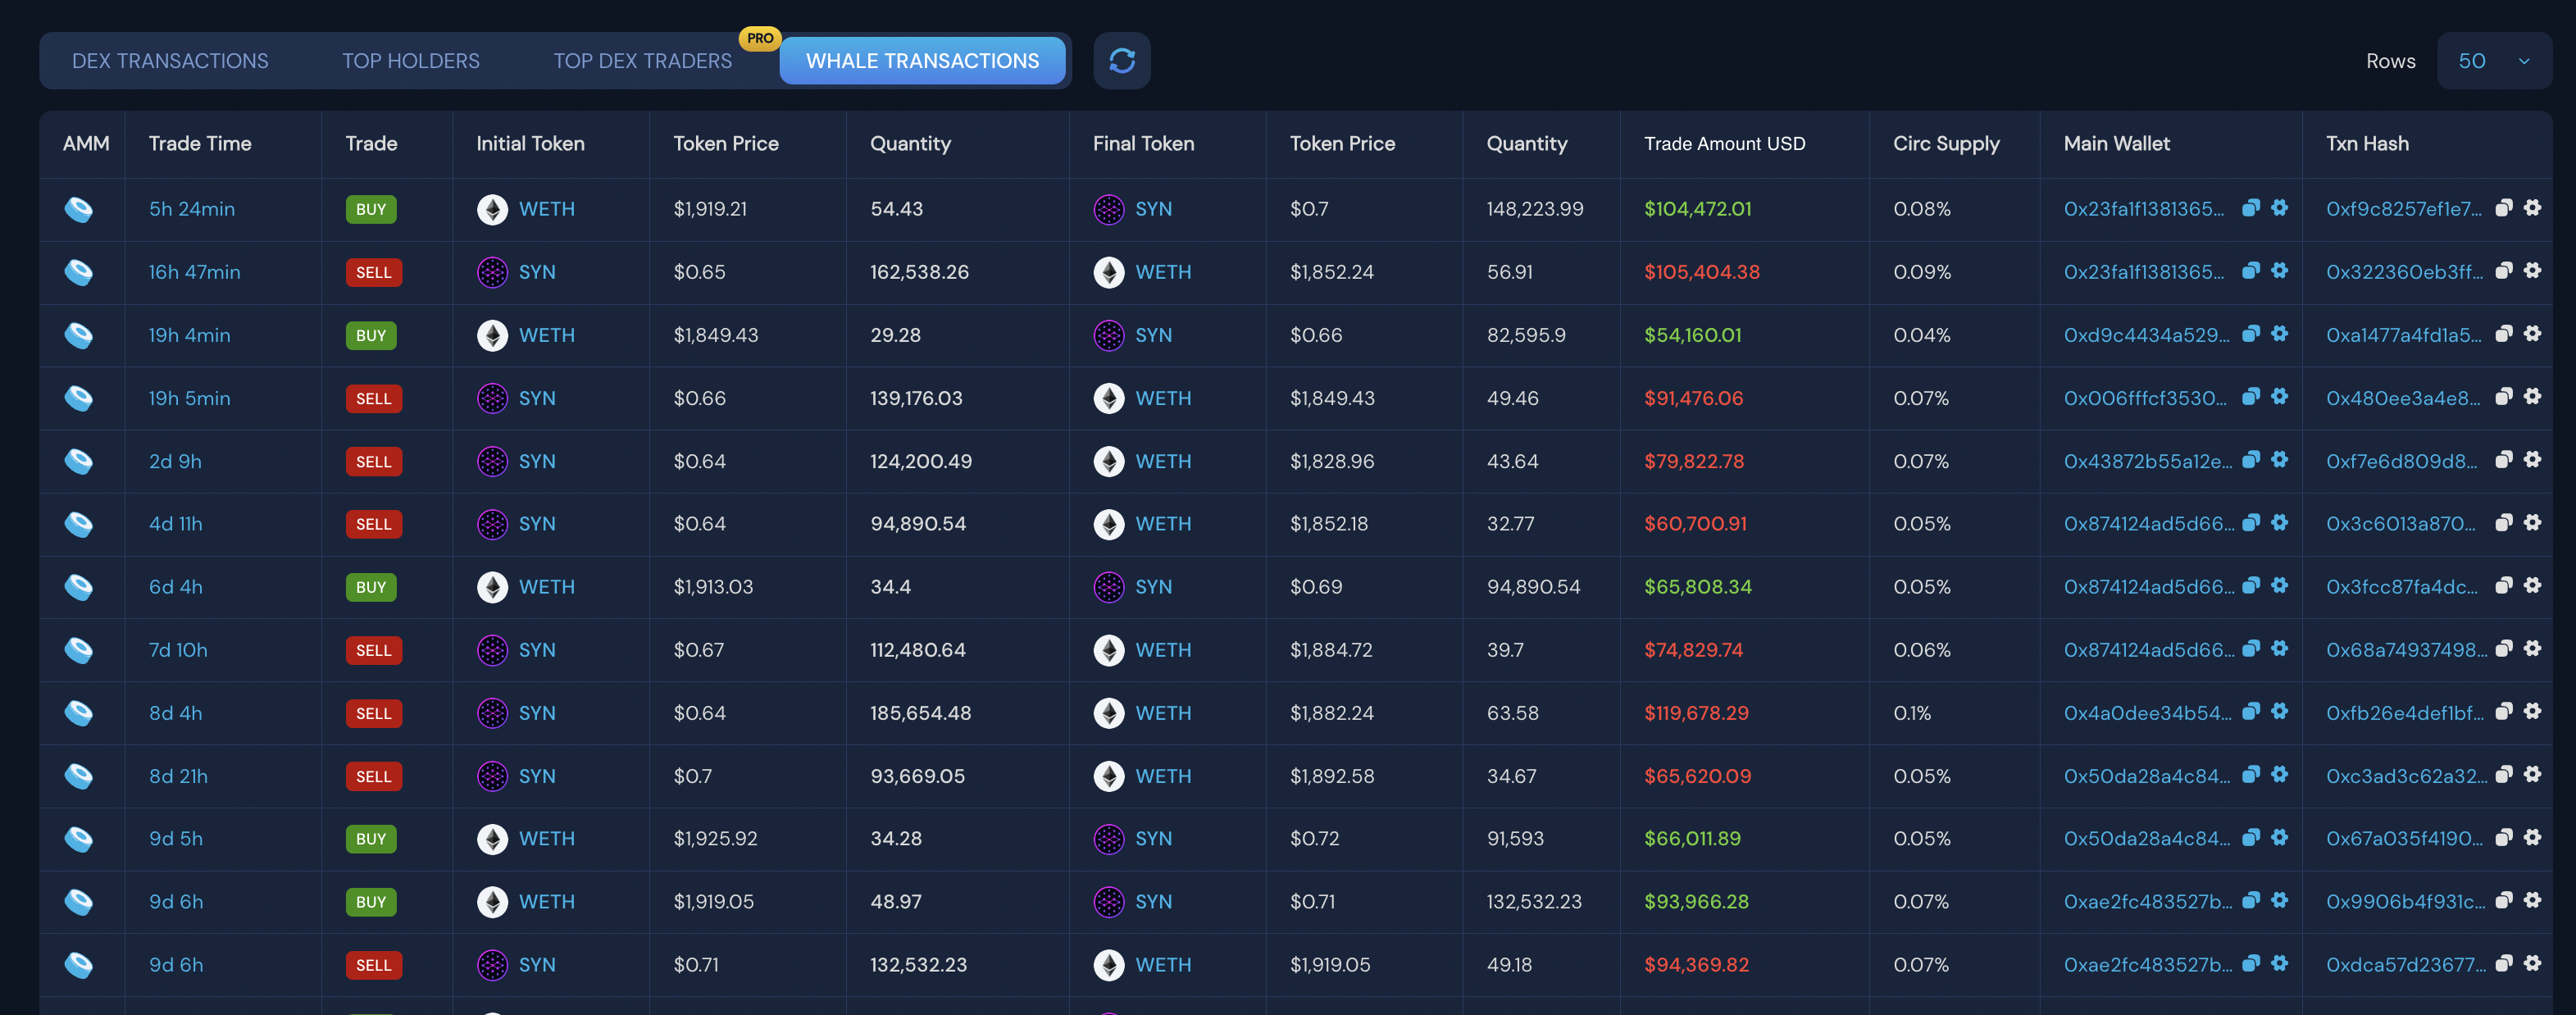 DEX TRANSACTIONS TOP HOLDERS TOP DEX TRADERS PRO WHALE TRANSACTIONS Rows 50
AMM Trade Time Trade Initial Token Token Price Quantity Final Token Token Price Quantity Trade Amount USD Circ Supply Main Wallet Txn Hash
5h 24min BUY WETH $1,919.21 54.43 SYN $0.7 148,223.99 $104,472.01 0.08% 0x23fa1f1381365... 0xf9c8257ef1e7...
16h 47min SELL SYN $0.65 162,538.26 WETH $1,852.24 56.91 $105,404.38 0.09% 0x23fa1f1381365... 0x322360eb3ff...
19h 4min BUY WETH $1,849.43 29.28 SYN $0.66 82,595.9 $54,160.01 0.04% 0xd9c4434a529... 0xa1477a4fd1a5...
19h 5min SELL SYN $0.66 139,176.03 WETH $1,849.43 49.46 $91,476.06 0.07% 0x006fffcf3530... 0x480ee3a4e8...
2d 9h SELL SYN $0.64 124,200.49 WETH $1,828.96 43.64 $79,822.78 0.07% 0x43872b55a12e... 0xf7e6d809d8...
4d 11h SELL SYN $0.64 94,890.54 WETH $1,852.18 32.77 $60,700.91 0.05% 0x874124ad5d66... 0x3c6013a870...
6d 4h BUY WETH $1,913.03 34.4 SYN $0.69 94,890.54 $65,808.34 0.05% 0x874124ad5d66... 0x3fcc87fa4dc...
7d 10h SELL SYN $0.67 112,480.64 WETH $1,884.72 39.7 $74,829.74 0.06% 0x874124ad5d66... 0x68a74937498...
8d 4h SELL SYN $0.64 185,654.48 WETH $1,882.24 63.58 $119,678.29 0.1% 0x4a0dee34b54... 0xfb26e4def1bf...
8d 21h SELL SYN $0.7 93,669.05 WETH $1,892.58 34.67 $65,620.09 0.05% 0x50da28a4c84... 0xc3ad3c62a32...
9d 5h BUY WETH $1,925.92 34.28 SYN $0.72 91,593 $66,011.89 0.05% 0x50da28a4c84... 0x67a035f4190...
9d 6h BUY WETH $1,919.05 48.97 SYN $0.71 132,532.23 $93,966.28 0.07% 0xae2fc483527b... 0x9906b4f931c...
9d 6h SELL SYN $0.71 132,532.23 WETH $1,919.05 49.18 $94,369.82 0.07% 0xae2fc483527b... 0xdca57d23677...